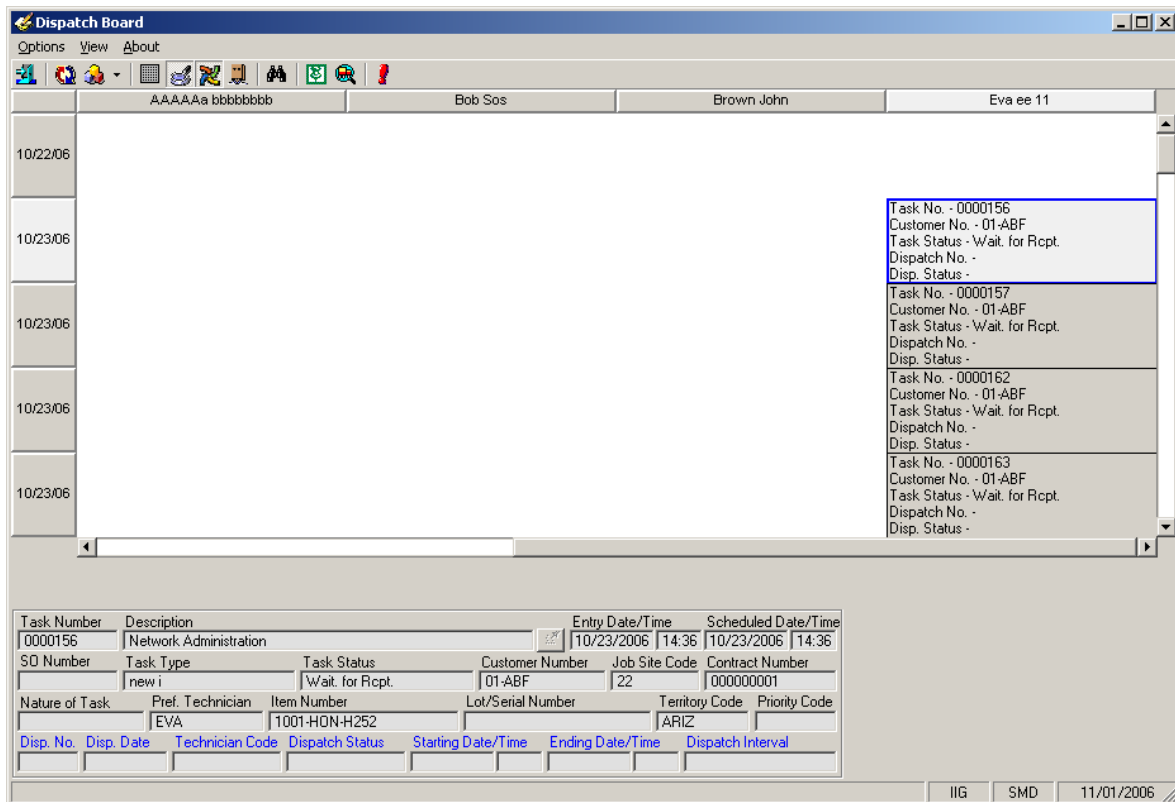 Dispatch Board
Options View About
AAAAAa bbbbbbbb Bob Sos Brown John Eva ee 11
10/22/06
10/23/06
Task No. - 0000156
Customer No. - 01-ABF
Task Status - Wait. for Rcpt.
Dispatch No. -
Disp. Status -
10/23/06
Task No. - 0000157
Customer No. - 01-ABF
Task Status - Wait. for Rcpt.
Dispatch No. -
Disp. Status -
10/23/06
Task No. - 0000162
Customer No. - 01-ABF
Task Status - Wait. for Rcpt.
Dispatch No. -
Disp. Status -
10/23/06
Task No. - 0000163
Customer No. - 01-ABF
Task Status - Wait. for Rcpt.
Dispatch No. -
Disp. Status -
Task Number Description Entry Date/Time Scheduled Date/Time
0000156 Network Administration 10/23/2006 14:36 10/23/2006 14:36
SO Number Task Type Task Status Customer Number Job Site Code Contract Number
new i Wait. for Rcpt. 01-ABF 22 000000001
Nature of Task Pref. Technician Item Number Lot/Serial Number Territory Code Priority Code
EVA 1001-HON-H252 ARIZ
Disp. No. Disp. Date Technician Code Dispatch Status Starting Date/Time Ending Date/Time Dispatch Interval
IIG SMD 11/01/2006